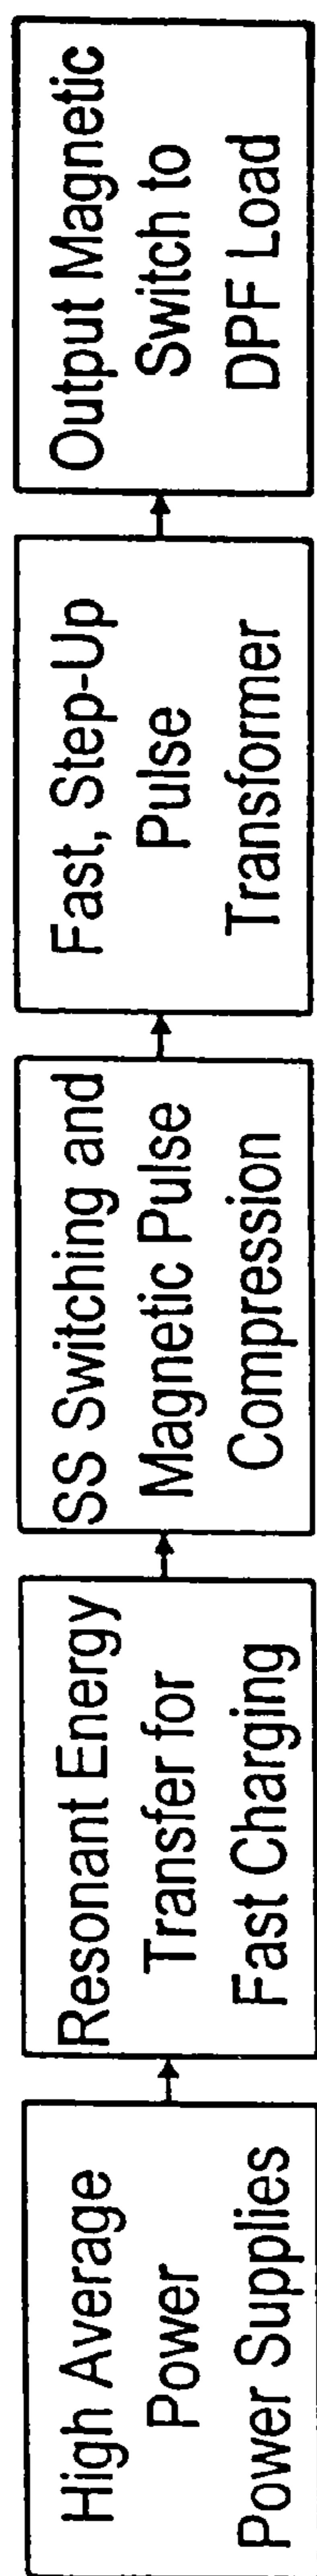 High Average
Power
Power Supplies
Resonant Energy
Transfer for
Fast Charging
SS Switching and
Magnetic Pulse
Compression
Fast, Step-Up
Pulse
Transformer
Output Magnetic
Switch to
DPF Load